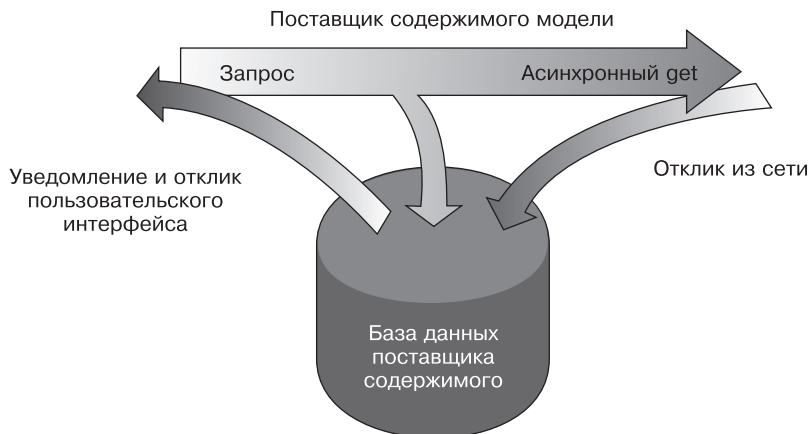 Поставщик содержимого модели
Запрос
Асинхронный get
Уведомление и отклик
пользовательского
интерфейса
Отклик из сети
База данных
поставщика
содержимого